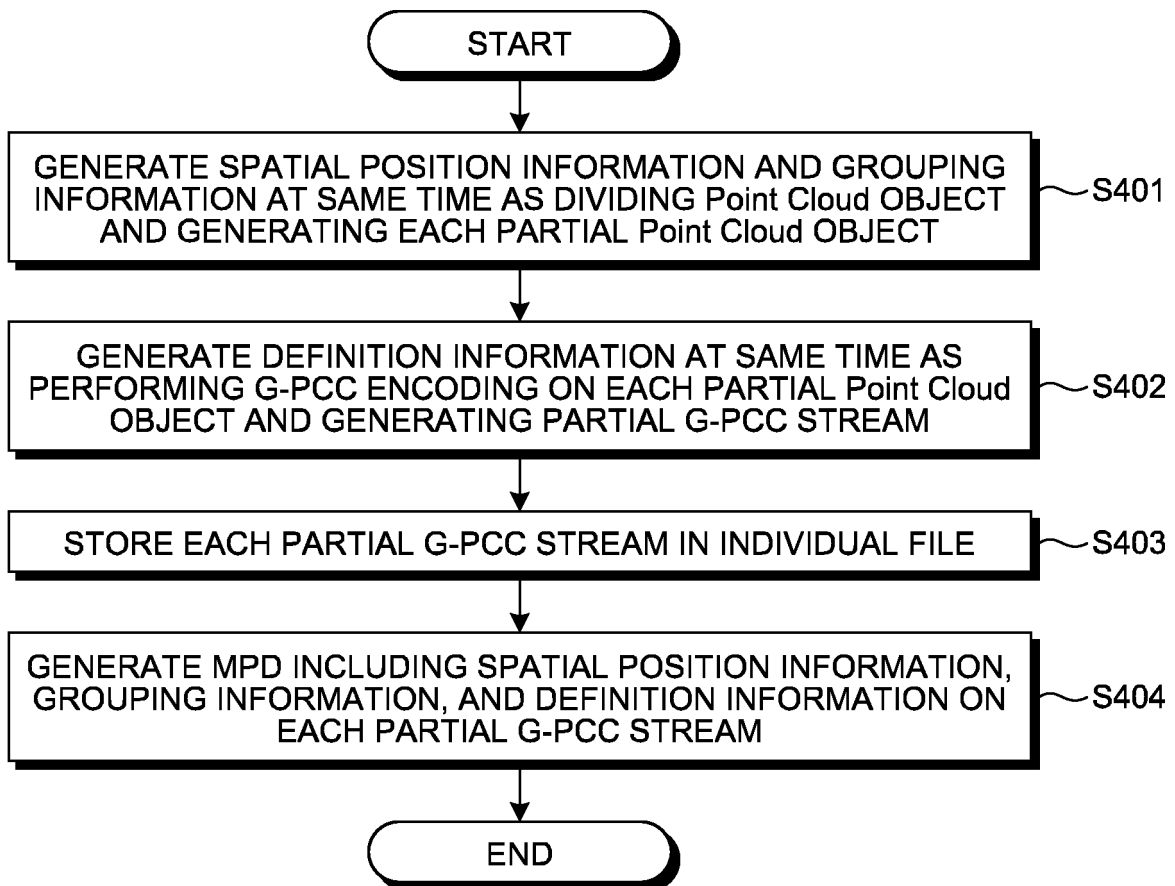 START
GENERATE SPATIAL POSITION INFORMATION AND GROUPING
INFORMATION AT SAME TIME AS DIVIDING Point Cloud OBJECT
AND GENERATING EACH PARTIAL Point Cloud OBJECT
S401
GENERATE DEFINITION INFORMATION AT SAME TIME AS
PERFORMING G-PCC ENCODING ON EACH PARTIAL Point Cloud
OBJECT AND GENERATING PARTIAL G-PCC STREAM
S402
STORE EACH PARTIAL G-PCC STREAM IN INDIVIDUAL FILE
S403
GENERATE MPD INCLUDING SPATIAL POSITION INFORMATION,
GROUPING INFORMATION, AND DEFINITION INFORMATION ON
EACH PARTIAL G-PCC STREAM
S404
END